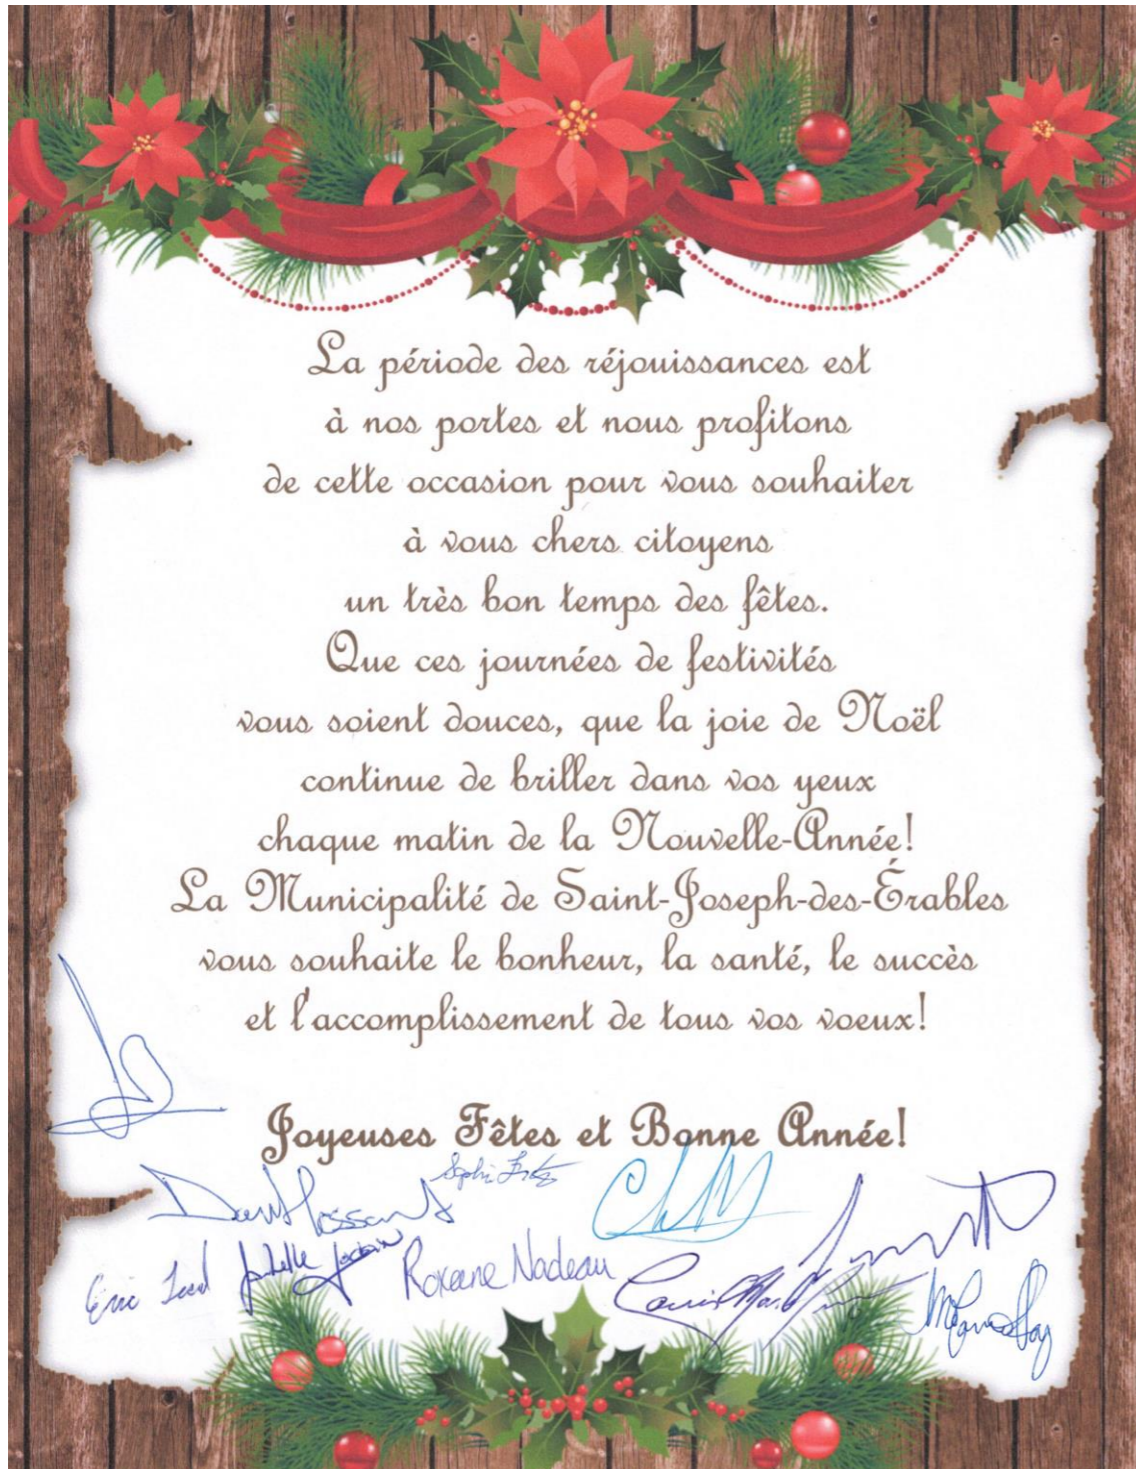 La période des réjouissances est
à nos portes et nous profitons
de cette occasion pour vous souhaiter
à vous chers citoyens
un très bon temps des fêtes.
Que ces journées de festivités
vous soient douces, que la joie de Noël
continue de briller dans vos yeux
chaque matin de la Nouvelle-Année!
La Municipalité de Saint-Joseph-des-Érables
vous souhaite le bonheur, la santé, le succès
et l'accomplissement de tous vos voeux!
Joyeuses Fêtes et Bonne Année!
Roxane Nadeau
Eric